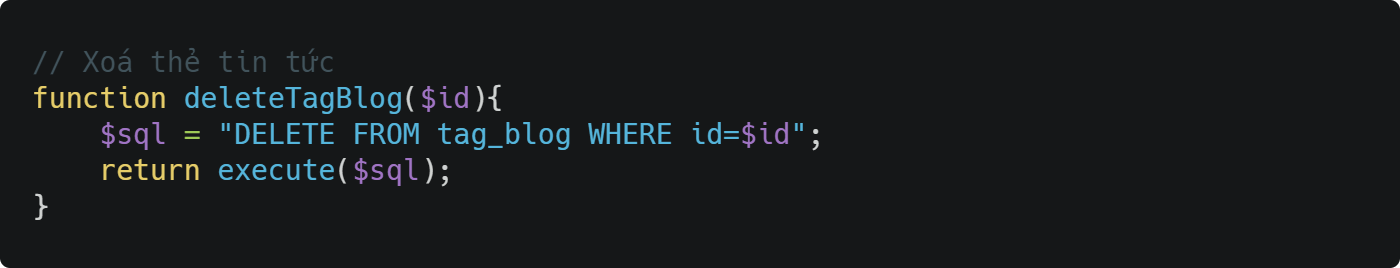 // Xoá thẻ tin tức
function deleteTagBlog($id){
    $sql = "DELETE FROM tag_blog WHERE id=$id";
    return execute($sql);
}